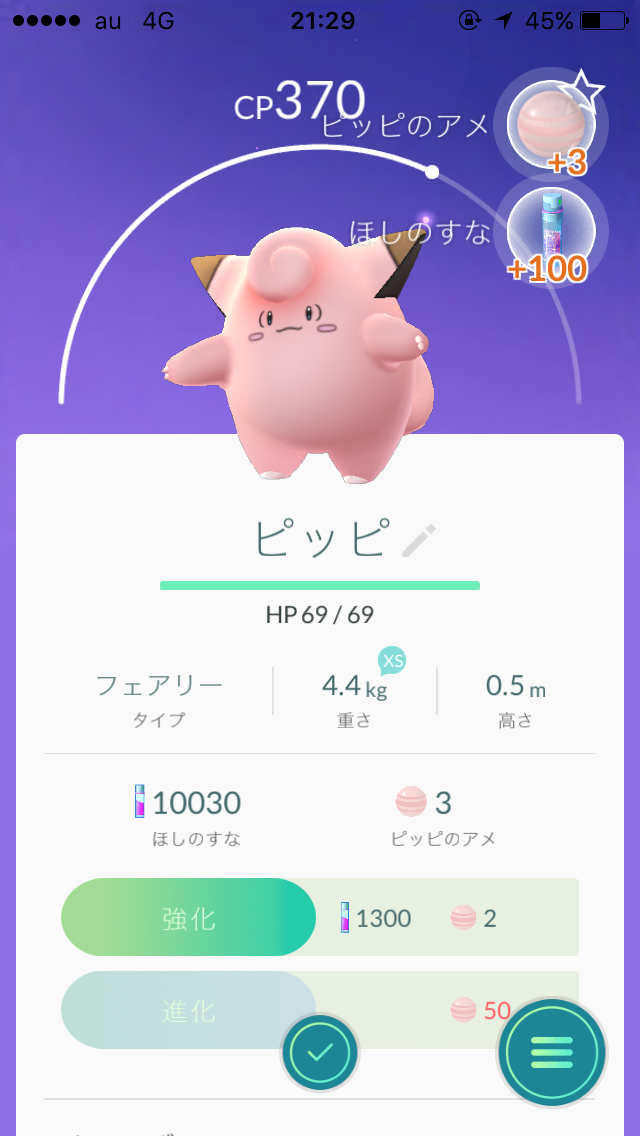 au 4G 21:29 45%
CP370
ピッピのアメ
+3
ほしのすな
+100
ピッピ
HP 69 / 69
XS
フェアリー 4.4 kg 0.5 m
タイプ 重さ 高さ
10030 3
ほしのすな ピッピのアメ
強化 1300 2
進化 50